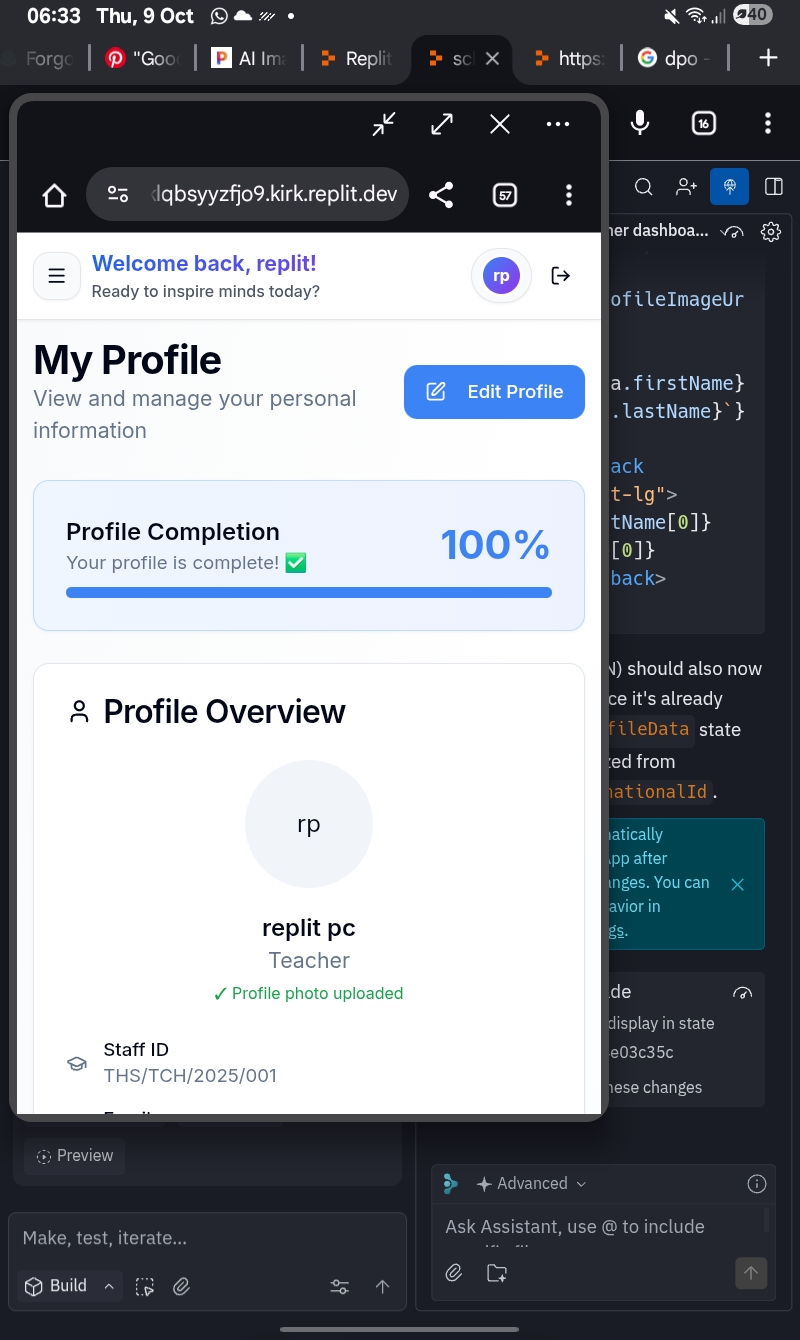 06:33 Thu, 9 Oct
40
Forgo
"Goo
AI Ima
Replit
scl
https:
dpo -
16
lqbsyyzfjo9.kirk.replit.dev
57
Welcome back, replit!
Ready to inspire minds today?
rp
My Profile
View and manage your personal
information
Edit Profile
Profile Completion
Your profile is complete! ✅
100%
Profile Overview
rp
replit pc
Teacher
✓ Profile photo uploaded
Staff ID
THS/TCH/2025/001
ner dashboa...
ofileImageUr
a.firstName}
.lastName}`}
ack
t-lg">
tName[0]}
[0]}
back>
N) should also now
ce it's already
fileData state
zed from
nationalId.
matically
App after
anges. You can
avior in
gs.
de
display in state
e03c35c
hese changes
Preview
Make, test, iterate...
Build
Advanced
Ask Assistant, use @ to include